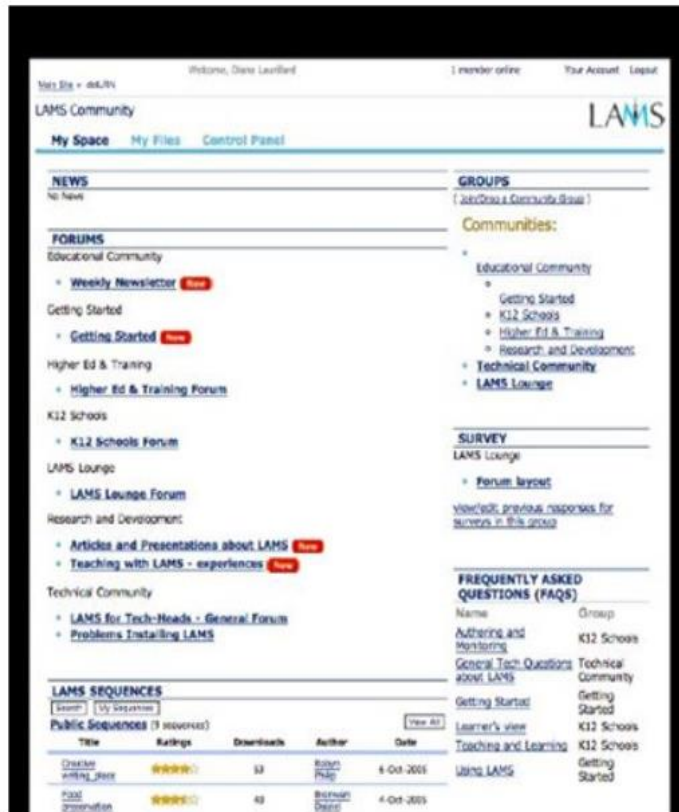 Welcome, Diana Laurillard
1 member online Your Account Logout
Main Site »
LAMS Community
LAMS
My Space My Files Control Panel
NEWS
No News
FORUMS
Educational Community
Weekly Newsletter New
Getting Started
Getting Started New
Higher Ed & Training
Higher Ed & Training Forum
K12 Schools
K12 Schools Forum
LAMS Lounge
LAMS Lounge Forum
Research and Development
Articles and Presentations about LAMS New
Teaching with LAMS - experiences New
Technical Community
LAMS for Tech-Heads - General Forum
Problems Installing LAMS
LAMS SEQUENCES
Search My Sequences
Public Sequences (9 sequences) View All
Title Ratings Downloads Author Date
Creative
writing_place
53
Robyn
Philip
6-Oct-2005
Food
preservation
43
4-Oct-2005
GROUPS
[ Join/Drop a Community Group ]
Communities:
Educational Community
Getting Started
K12 Schools
Higher Ed & Training
Research and Development
Technical Community
LAMS Lounge
SURVEY
LAMS Lounge
Forum layout
view/edit previous responses for
surveys in this group
FREQUENTLY ASKED
QUESTIONS (FAQS)
Name Group
Authering and
Monitoring
K12 Schools
General Tech Questions
about LAMS
Technical
Community
Getting Started
Getting
Started
Learner's view K12 Schools
Teaching and Learning K12 Schools
Using LAMS
Getting
Started